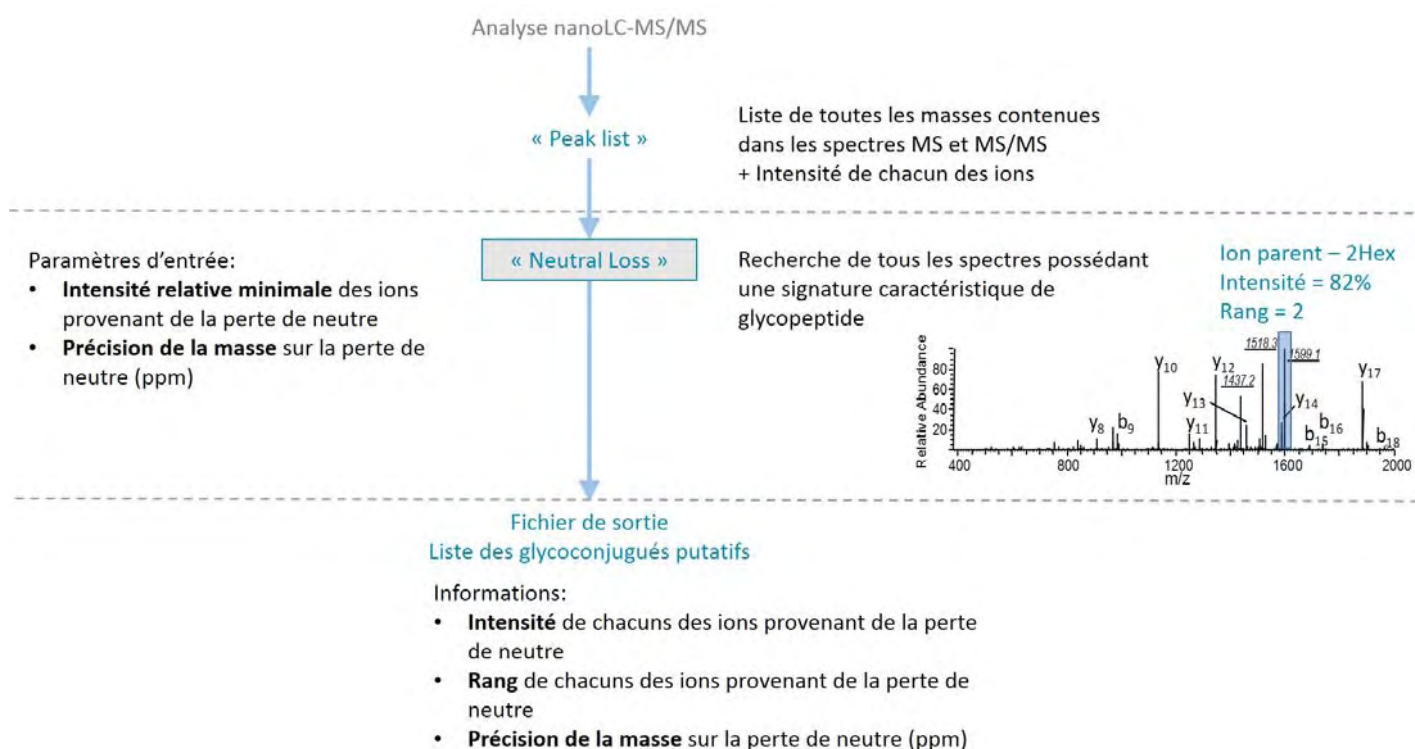 Analyse nanoLC-MS/MS
« Peak list »
Liste de toutes les masses contenues
dans les spectres MS et MS/MS
+ Intensité de chacun des ions
Paramètres d'entrée:
• Intensité relative minimale des ions
provenant de la perte de neutre
• Précision de la masse sur la perte de
neutre (ppm)
« Neutral Loss »
Recherche de tous les spectres possédant
une signature caractéristique de
glycopeptide
Ion parent – 2Hex
Intensité = 82%
Rang = 2
Relative Abundance
80
60
40
20
y10
y12
1518.3
1599.1
1437.2
y17
y13
y14
y8
b9
y11
b15
b16
b18
400
800
1200
1600
2000
m/z
Fichier de sortie
Liste des glycoconjugués putatifs
Informations:
• Intensité de chacuns des ions provenant de la perte
de neutre
• Rang de chacuns des ions provenant de la perte de
neutre
• Précision de la masse sur la perte de neutre (ppm)